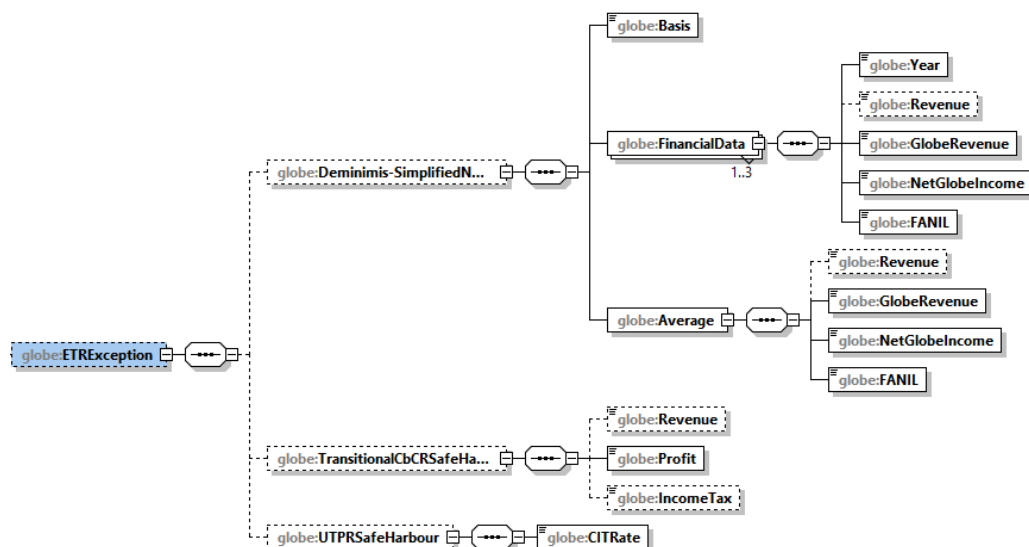 globe:ETRException
globe:Deminimis-SimplifiedN...
globe:Basis
globe:FinancialData
1..3
globe:Year
globe:Revenue
globe:GlobeRevenue
globe:NetGlobeIncome
globe:FANIL
globe:Average
globe:Revenue
globe:GlobeRevenue
globe:NetGlobeIncome
globe:FANIL
globe:TransitionalCbCRSafeHa...
globe:Revenue
globe:Profit
globe:IncomeTax
globe:UTPRSafeHarbour
globe:CITRate